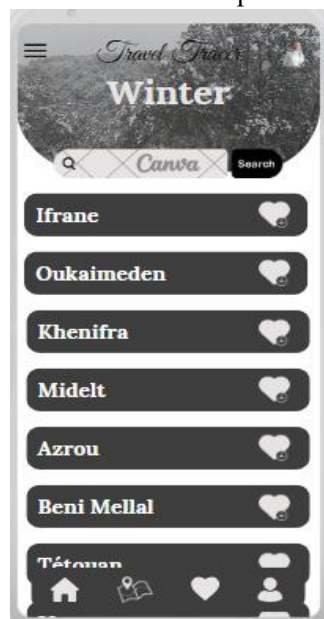 Travel Tracer
Winter
Canva
Search
Ifrane
Oukaimeden
Khenifra
Midelt
Azrou
Beni Mellal
Tétouan